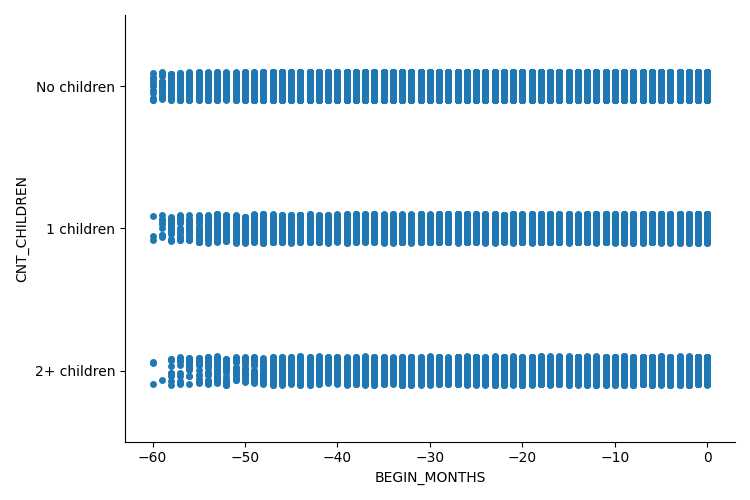 No children
1 children
2+ children
CNT_CHILDREN
−60 −50 −40 −30 −20 −10 0
BEGIN_MONTHS